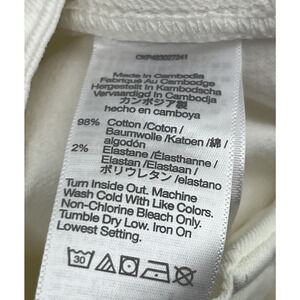 Made in Cambodia
Fabriqué Au Cambodge
Hergestellt In Kambodscha
Vervaardigd In Cambodja
カンボジア製
hecho en camboya
98% Cotton/Coton/
Baumwolle/Katoen/綿/
algodón
2% Elastane/Élasthanne/
Elastan/Elastaan/
ポリウレタン/elastano
Turn Inside Out. Machine
Wash Cold With Like Colors.
Non-Chlorine Bleach Only.
Tumble Dry Low. Iron On
Lowest Setting.
30